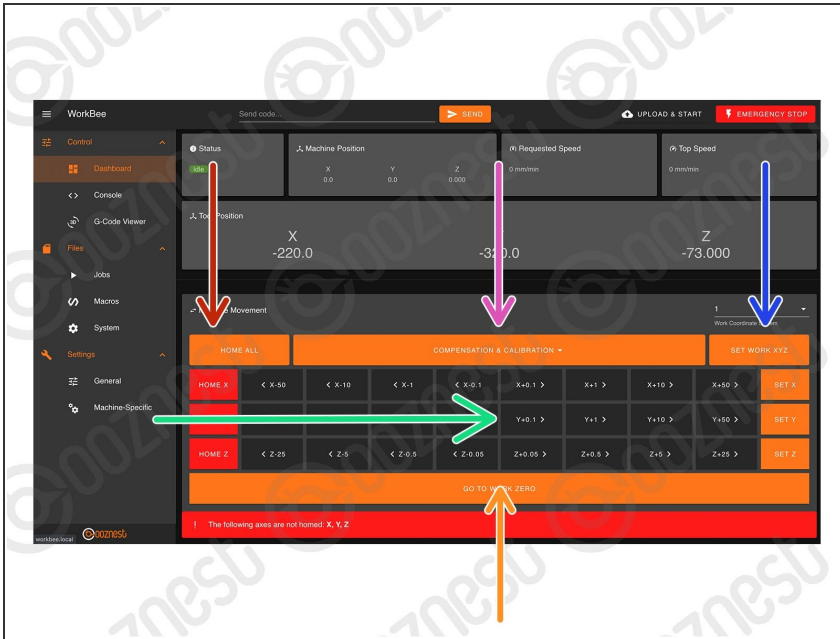 WorkBee
Send code...
SEND
UPLOAD & START
EMERGENCY STOP
Control
Dashboard
Console
G-Code Viewer
Files
Jobs
Macros
System
Settings
General
Machine-Specific
workbee.local
ooznest
Status
Idle
Machine Position
X Y Z
0.0 0.0 0.000
Requested Speed
0 mm/min
Top Speed
0 mm/min
Position
X Z
-220.0 -73.000
Movement
1
Work Coordinate
HOME ALL
COMPENSATION & CALIBRATION
SET WORK XYZ
HOME X < X-50 < X-10 < X-1 < X-0.1 X+0.1 > X+1 > X+10 > X+50 > SET X
Y+0.1 > Y+1 > Y+10 > Y+50 > SET Y
HOME Z < Z-25 < Z-5 < Z-0.5 < Z-0.05 Z+0.05 > Z+0.5 > Z+5 > Z+25 > SET Z
GO TO WORK ZERO
! The following axes are not homed: X, Y, Z